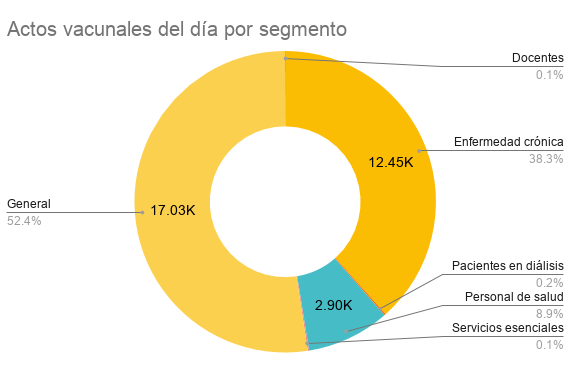 Actos vacunales del día por segmento
Docentes
0.1%
Enfermedad crónica
38.3%
12.45K
General
52.4%
17.03K
Pacientes en diálisis
0.2%
Personal de salud
8.9%
2.90K
Servicios esenciales
0.1%